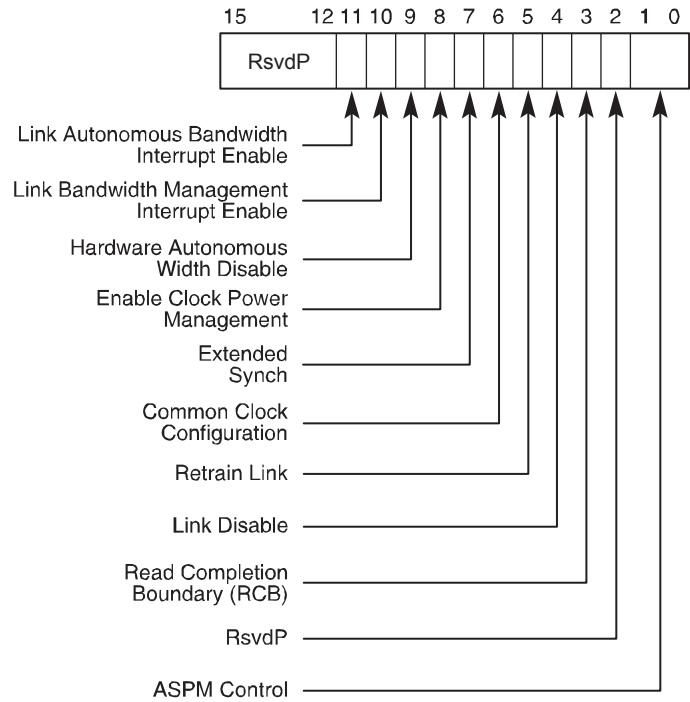 15 12 11 10 9 8 7 6 5 4 3 2 1 0
RsvdP
Link Autonomous Bandwidth
Interrupt Enable
Link Bandwidth Management
Interrupt Enable
Hardware Autonomous
Width Disable
Enable Clock Power
Management
Extended
Synch
Common Clock
Configuration
Retrain Link
Link Disable
Read Completion
Boundary (RCB)
RsvdP
ASPM Control